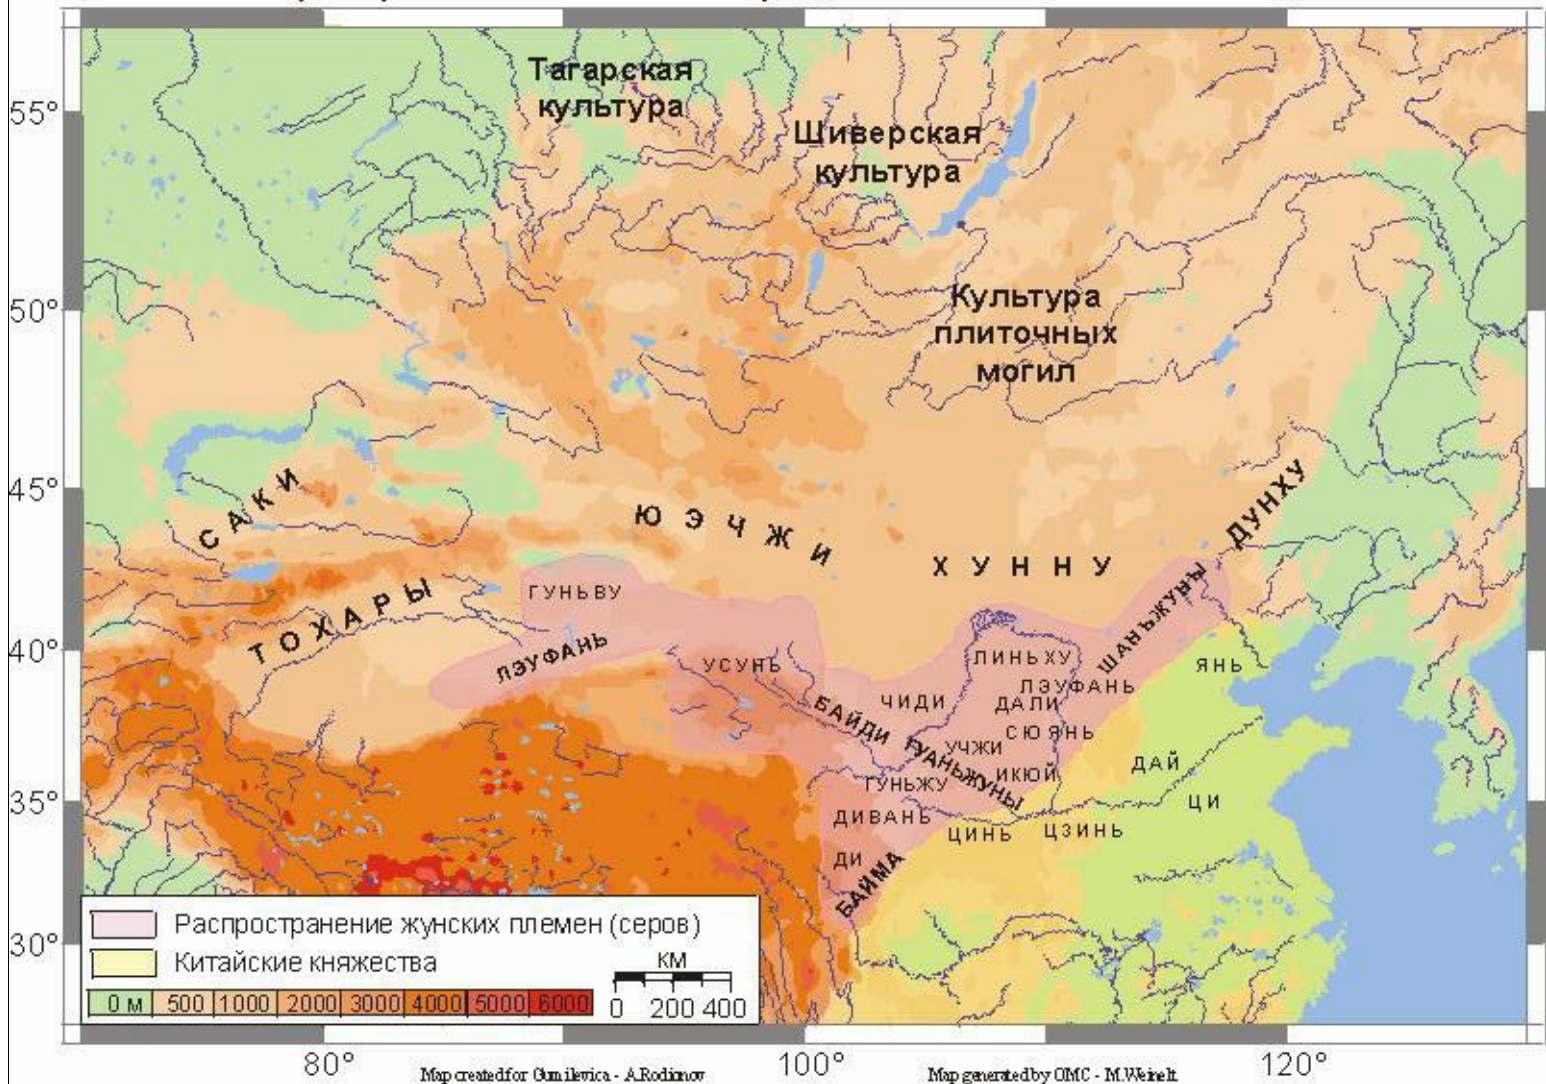 Тагарская
культура
Шиверская
культура
55°
50°
Культура
плиточных
могил
45°
САКИ
ЮЭЧЖИ
ХУННУ
ДУНХУ
ТОХАРЫ
ГУНЬВУ
ЛЭУФАНЬ
УСУНЬ
ШАНЬЖУНЫ
40°
ЛИНЬХУ
ЯНЬ
ЛЭУФАНЬ
ЧИДИ
ДАЛИ
БАЙДИ
СЮЯНЬ
УЧЖИ
ГУАНЬЖУНЫ
ИКЮЙ
ДАЙ
ГУНЬЖУ
35°
ЦИ
ДИВАНЬ
ЦИНЬ
ЦЗИНЬ
ДИ
БАЙМА
Распространение жунских племен (серов)
30°
Китайские княжества
КМ
0 м 500 1000 2000 3000 4000 5000 6000
0 200 400
80° 100° 120°
Map created for Gumilevica - A.Rodionov
Map generated by OMC - M.Weinelt